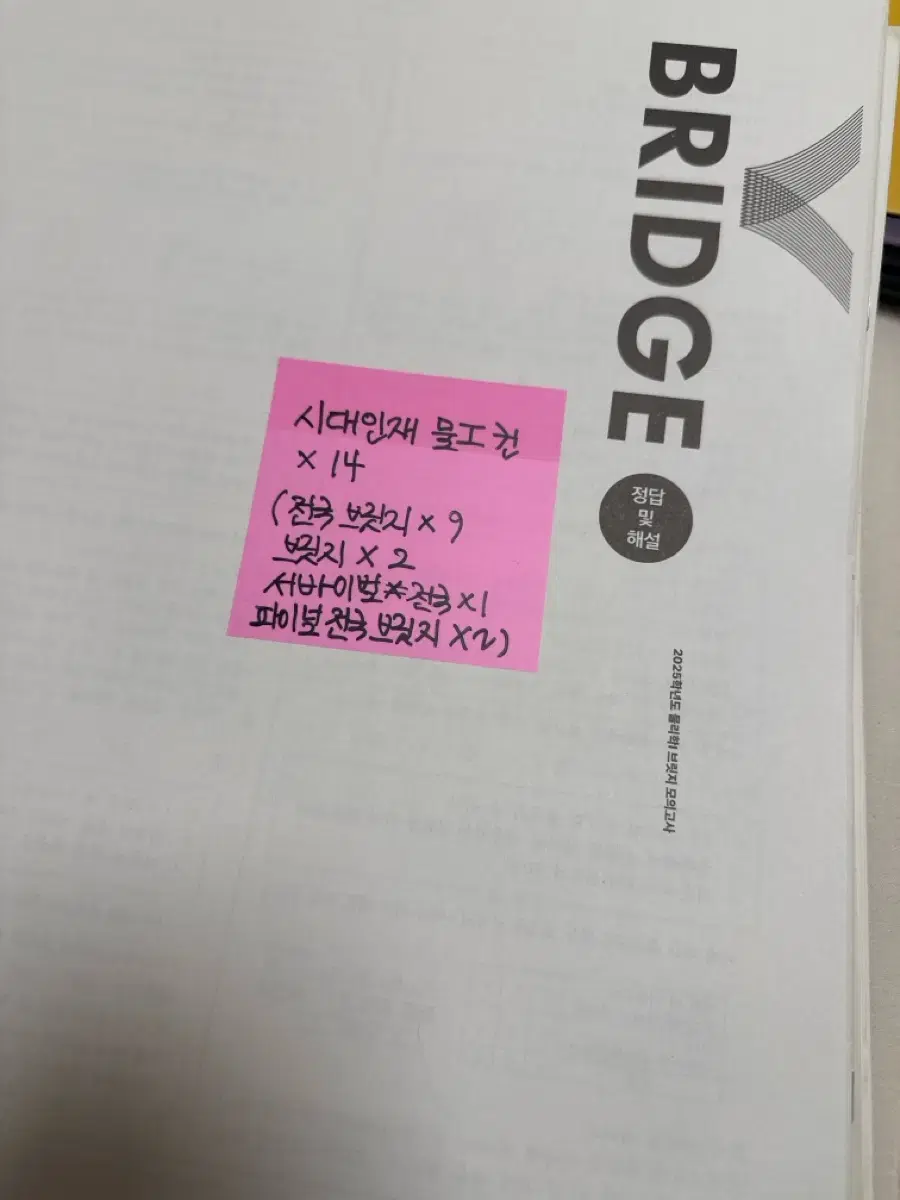 BRIDGE
정답
및
해설
2025학년도 물리학I 브릿지 모의고사
시대인재 물I 컨
× 14
(전국 브릿지 × 9
브릿지 × 2
서바이벌*전국 ×1
파이널 전국 브릿지 ×2)